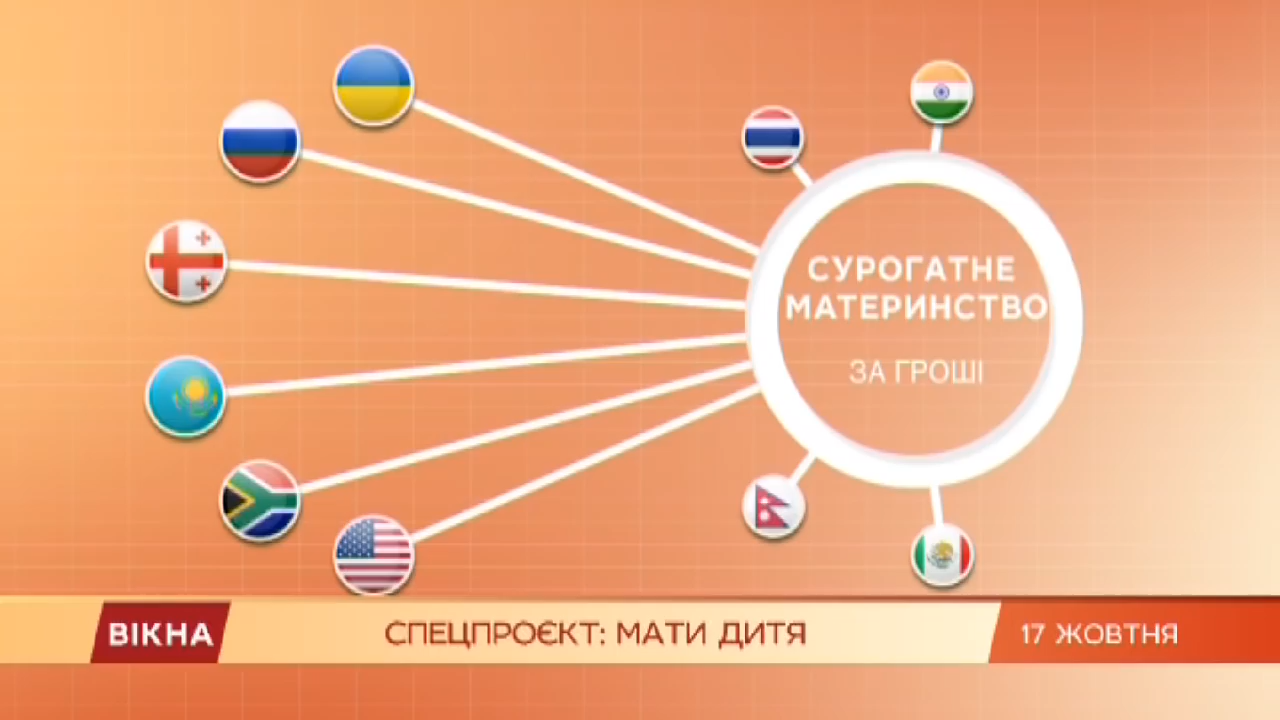 СУРОГАТНЕ
МАТЕРИНСТВО
ЗА ГРОШІ
ВІКНА
СПЕЦПРОЄКТ: МАТИ ДИТЯ
17 ЖОВТНЯ